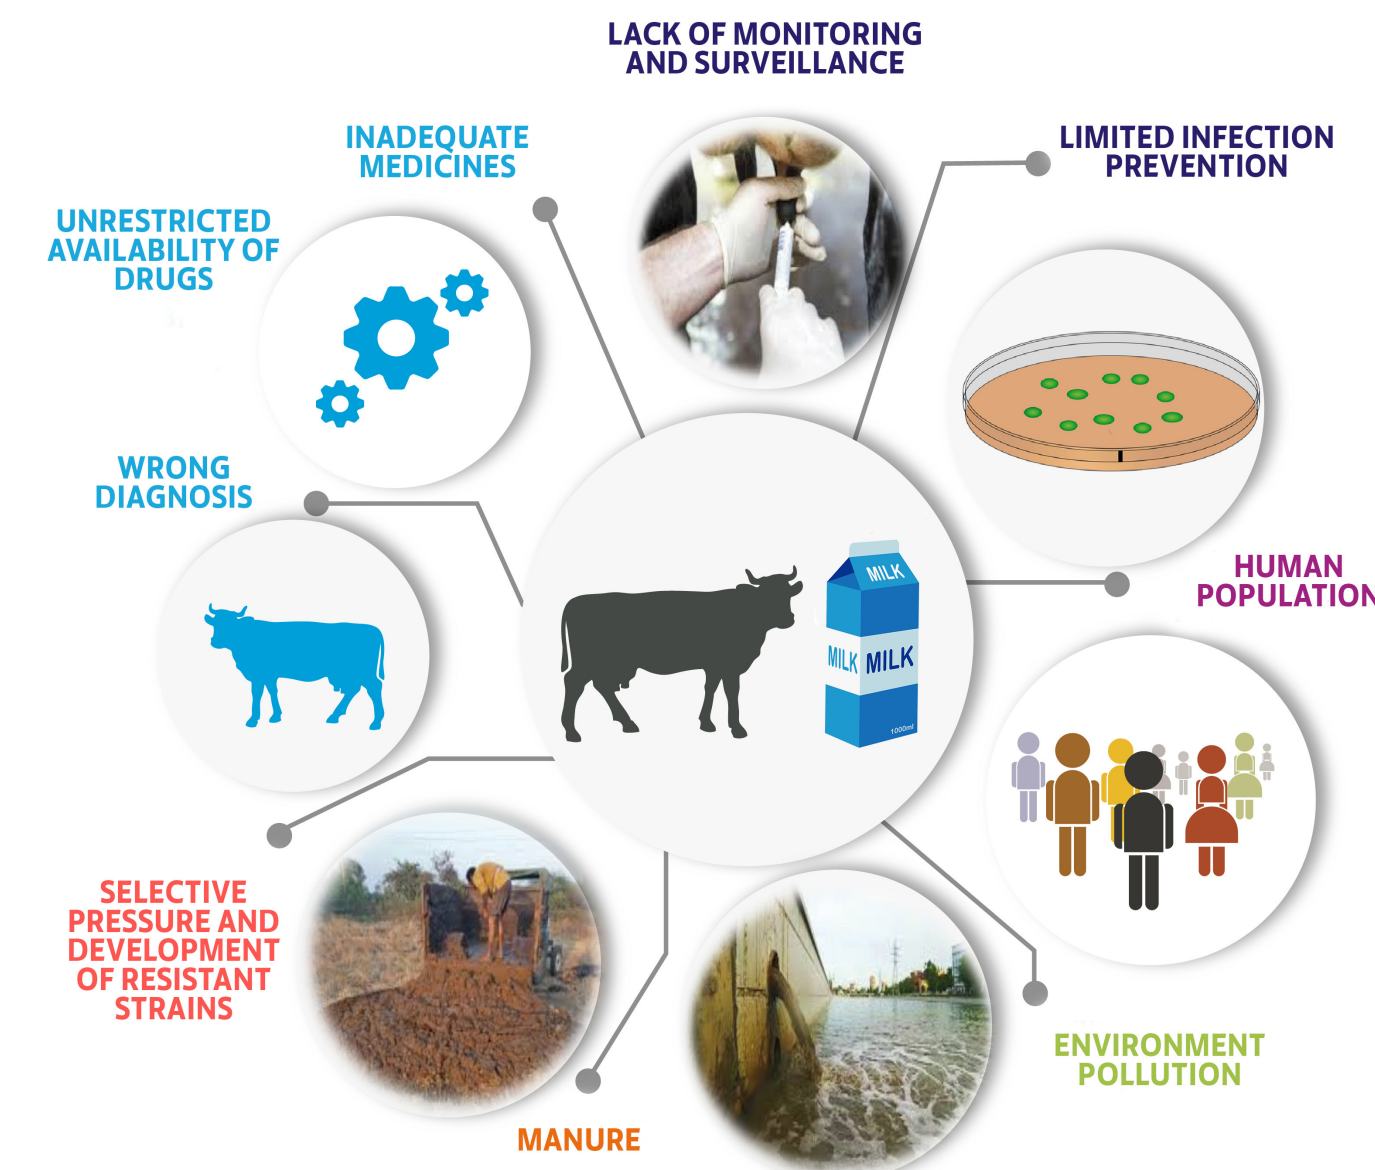 LACK OF MONITORING
AND SURVEILLANCE
INADEQUATE
MEDICINES
LIMITED INFECTION
PREVENTION
UNRESTRICTED
AVAILABILITY OF
DRUGS
WRONG
DIAGNOSIS
HUMAN
POPULATION
MILK
MILK
MILK
1000ml
SELECTIVE
PRESSURE AND
DEVELOPMENT
OF RESISTANT
STRAINS
ENVIRONMENT
POLLUTION
MANURE